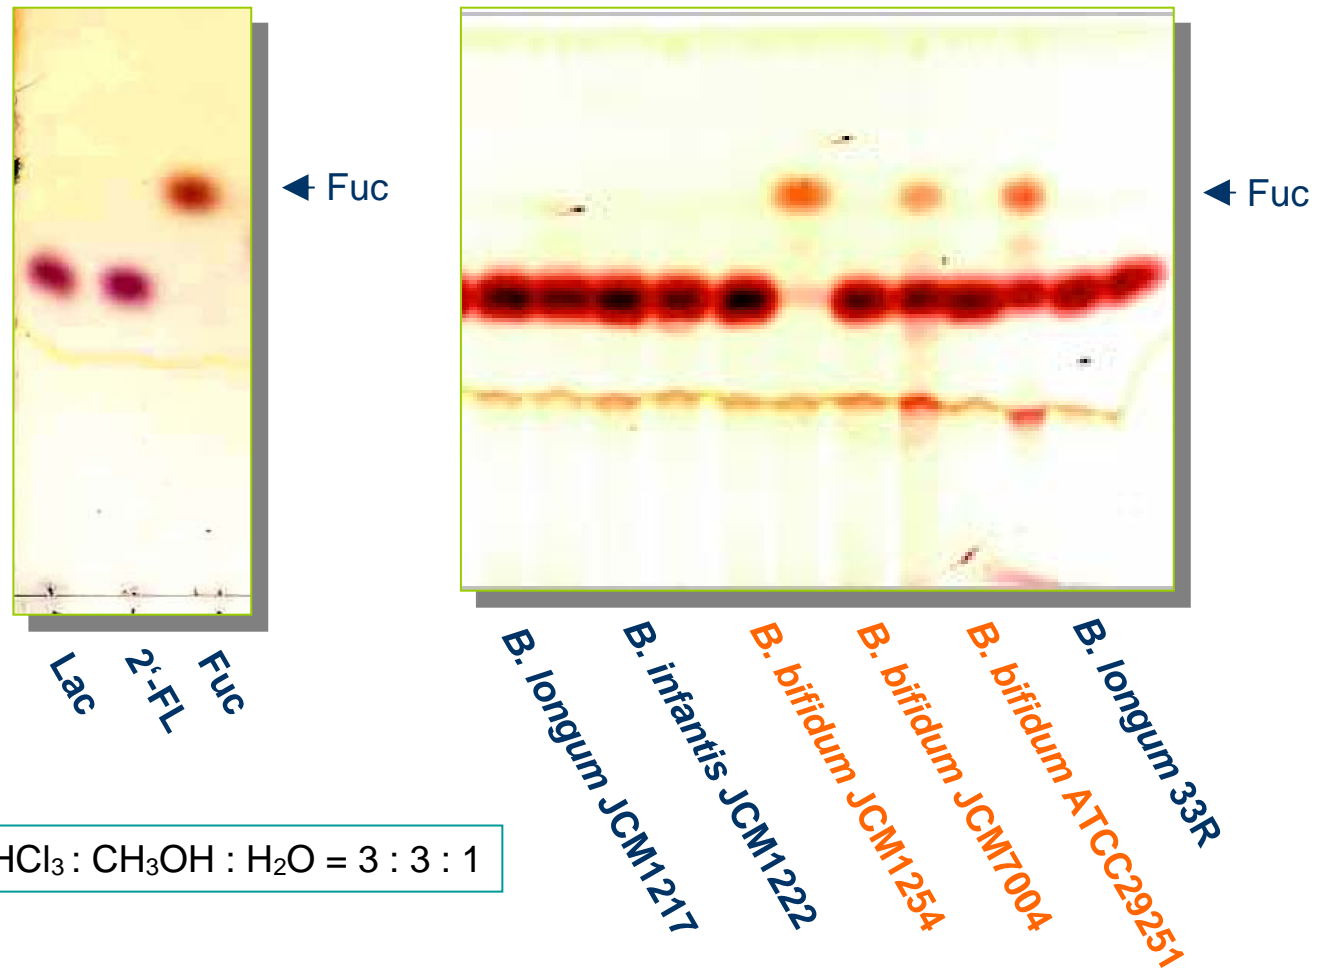 Fuc
Fuc
Lac
2‘-FL
Fuc
B. longum JCM1217
B. infantis JCM1222
B. bifidum JCM1254
B. bifidum JCM7004
B. bifidum ATCC29251
B. longum 33R
HCl₃ : CH₃OH : H₂O = 3 : 3 : 1